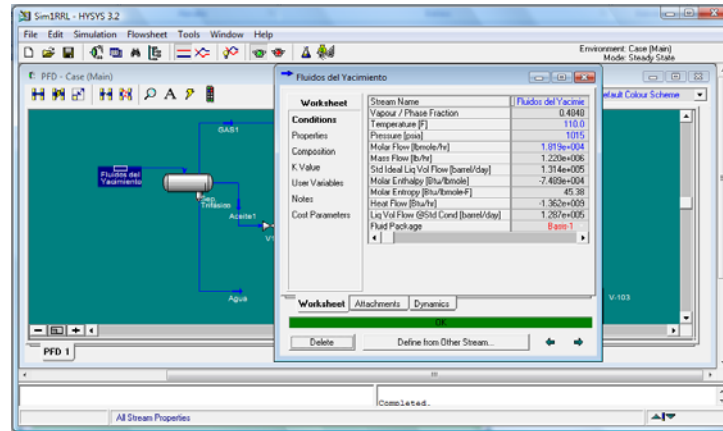 Sim1RRL - HYSYS 3.2
File Edit Simulation Flowsheet Tools Window Help
Environment: Case (Main)
Mode: Steady State
PFD - Case (Main)
Default Colour Scheme
Fluidos del Yacimiento
GAS1
Fluidos del
Yacimiento
Sep.
Trifásico
Aceite1
Agua
V-103
PFD 1
Worksheet
Conditions
Properties
Composition
K Value
User Variables
Notes
Cost Parameters
Stream Name Fluidos del Yacimie
Vapour / Phase Fraction 0.4840
Temperature [F] 110.0
Pressure [psia] 1015
Molar Flow [lbmole/hr] 1.819e+004
Mass Flow [lb/hr] 1.220e+006
Std Ideal Liq Vol Flow [barrel/day] 1.314e+005
Molar Enthalpy [Btu/lbmole] -7.489e+004
Molar Entropy [Btu/lbmole-F] 45.38
Heat Flow [Btu/hr] -1.362e+009
Liq Vol Flow @Std Cond [barrel/day] 1.287e+005
Fluid Package Basis-1
Worksheet Attachments Dynamics
OK
Delete Define from Other Stream...
Completed.
All Stream Properties